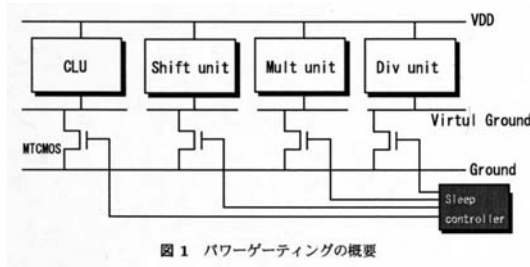 VDD
CLU
Shift unit
Mult unit
Div unit
Virtul Ground
MTCMOS
Ground
Sleep
controller
図 1 パワーゲーティングの概要